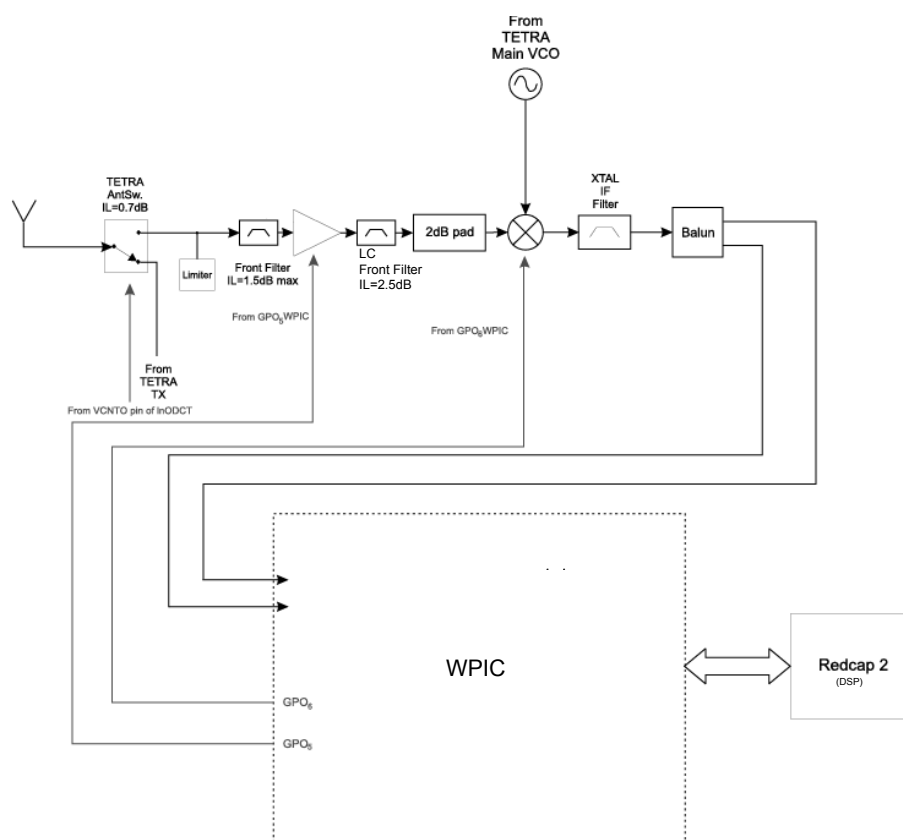 From
TETRA
Main VCO
TETRA
AntSw.
IL=0.7dB
XTAL
IF
Filter
2dB pad
Balun
Limiter
Front Filter
IL=1.5dB max
LC
Front Filter
IL=2.5dB
From GPO5WPIC
From GPO6WPIC
From
TETRA
TX
From VCNTO pin of InODCT
WPIC
Redcap 2
(DSP)
GPO6
GPO5